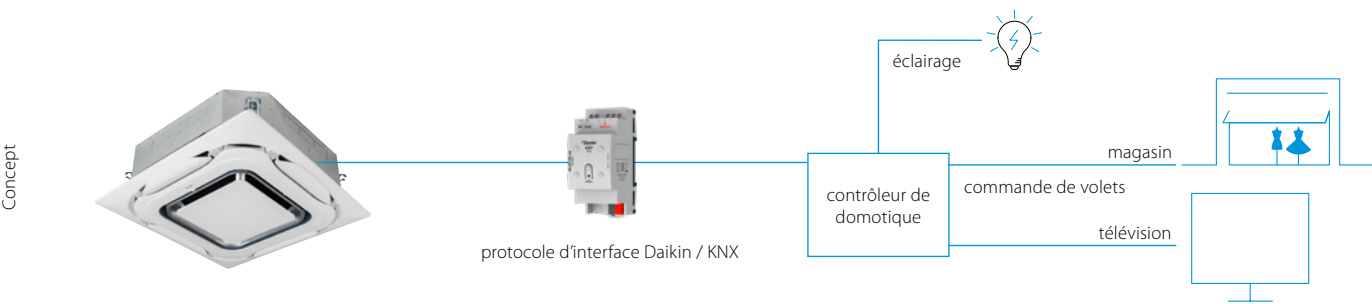 Concept
éclairage
magasin
contrôleur de
domotique
commande de volets
télévision
protocole d'interface Daikin / KNX